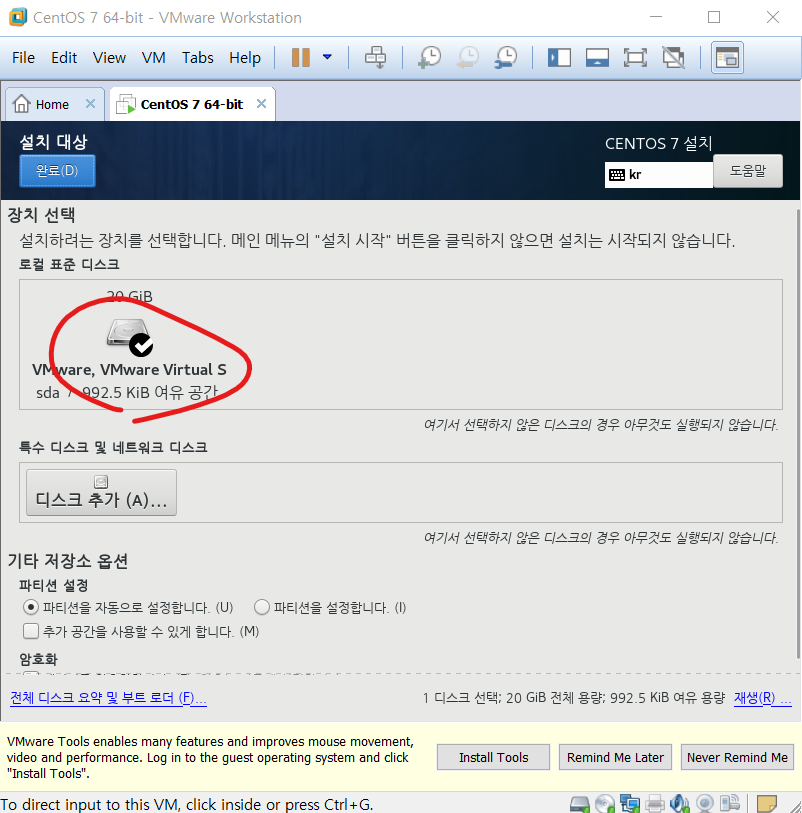 CentOS 7 64-bit - VMware Workstation
File Edit View VM Tabs Help
Home CentOS 7 64-bit
설치 대상
CENTOS 7 설치
완료(D)
kr
도움말
장치 선택
설치하려는 장치를 선택합니다. 메인 메뉴의 "설치 시작" 버튼을 클릭하지 않으면 설치는 시작되지 않습니다.
로컬 표준 디스크
20 GiB
VMware, VMware Virtual S
sda / 992.5 KiB 여유 공간
여기서 선택하지 않은 디스크의 경우 아무것도 실행되지 않습니다.
특수 디스크 및 네트워크 디스크
디스크 추가 (A)...
여기서 선택하지 않은 디스크의 경우 아무것도 실행되지 않습니다.
기타 저장소 옵션
파티션 설정
파티션을 자동으로 설정합니다. (U) 파티션을 설정합니다. (I)
추가 공간을 사용할 수 있게 합니다. (M)
암호화
전체 디스크 요약 및 부트 로더 (F)...
1 디스크 선택; 20 GiB 전체 용량; 992.5 KiB 여유 용량 재생(R) ...
VMware Tools enables many features and improves mouse movement,
video and performance. Log in to the guest operating system and click
"Install Tools".
Install Tools Remind Me Later Never Remind Me
To direct input to this VM, click inside or press Ctrl+G.